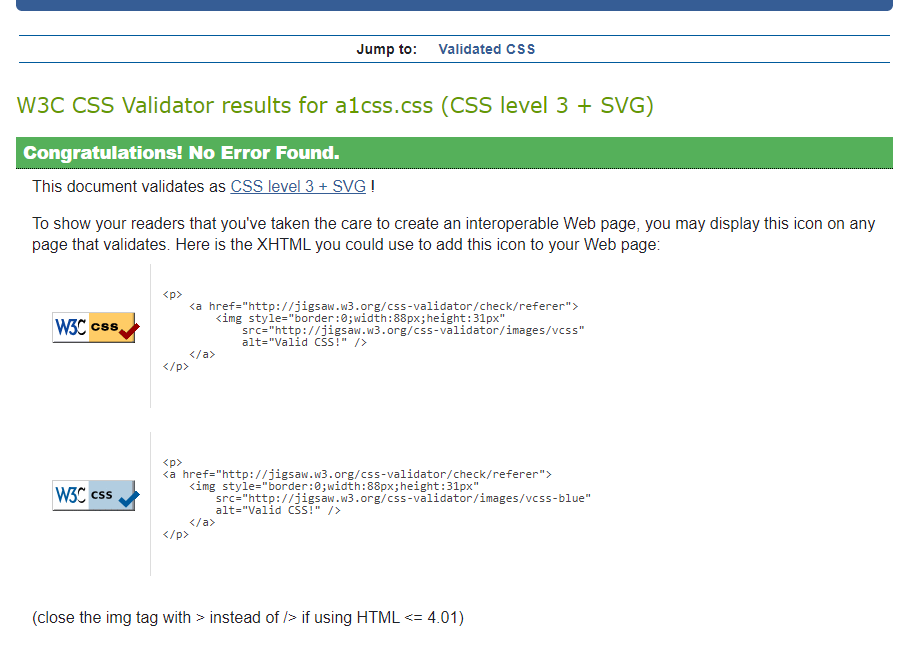 Jump to: Validated CSS
W3C CSS Validator results for a1css.css (CSS level 3 + SVG)
Congratulations! No Error Found.
This document validates as CSS level 3 + SVG !
To show your readers that you've taken the care to create an interoperable Web page, you may display this icon on any
page that validates. Here is the XHTML you could use to add this icon to your Web page:
W3C css
<p>
    <a href="http://jigsaw.w3.org/css-validator/check/referer">
        <img style="border:0;width:88px;height:31px"
            src="http://jigsaw.w3.org/css-validator/images/vcss"
            alt="Valid CSS!" />
    </a>
</p>
W3C css
<p>
<a href="http://jigsaw.w3.org/css-validator/check/referer">
    <img style="border:0;width:88px;height:31px"
        src="http://jigsaw.w3.org/css-validator/images/vcss-blue"
        alt="Valid CSS!" />
    </a>
</p>
(close the img tag with > instead of /> if using HTML <= 4.01)